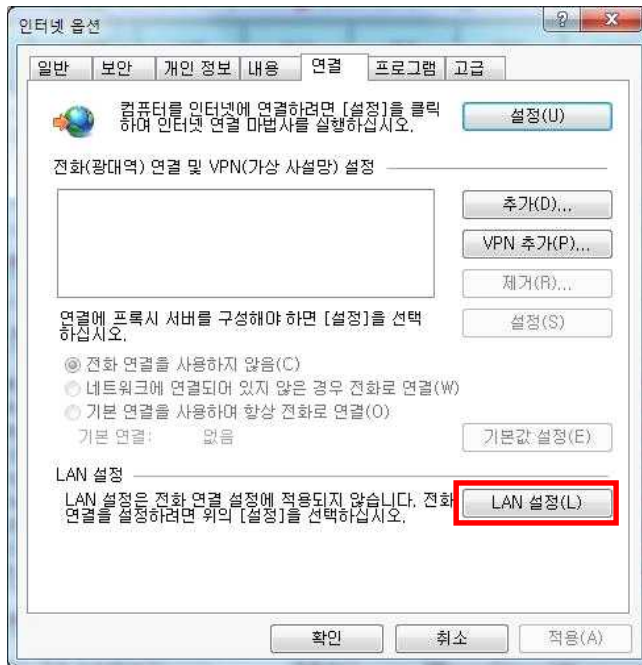 인터넷 옵션
일반 보안 개인 정보 내용 연결 프로그램 고급
컴퓨터를 인터넷에 연결하려면 [설정]을 클릭
하여 인터넷 연결 마법사를 실행하십시오.
설정(U)
전화(광대역) 연결 및 VPN(가상 사설망) 설정
추가(D)...
VPN 추가(P)...
제거(R)...
연결에 프록시 서버를 구성해야 하면 [설정]을 선택
하십시오.
설정(S)
전화 연결을 사용하지 않음(C)
네트워크에 연결되어 있지 않은 경우 전화로 연결(W)
기본 연결을 사용하여 항상 전화로 연결(O)
기본 연결: 없음
기본값 설정(E)
LAN 설정
LAN 설정은 전화 연결 설정에 적용되지 않습니다. 전화
연결을 설정하려면 위의 [설정]을 선택하십시오.
LAN 설정(L)
확인 취소 적용(A)